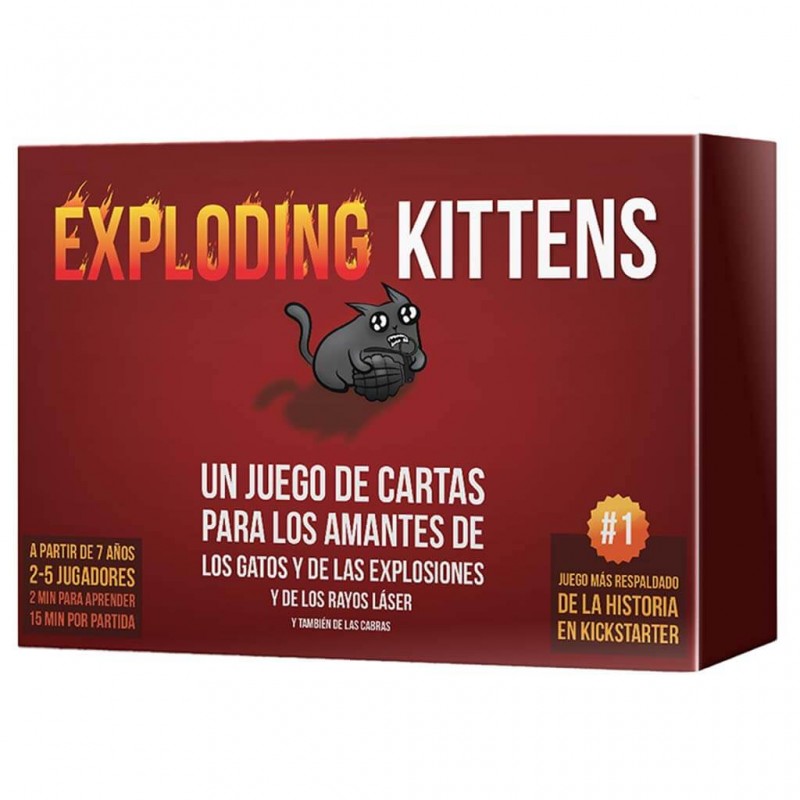 EXPLODING KITTENS
UN JUEGO DE CARTAS
PARA LOS AMANTES DE
LOS GATOS Y DE LAS EXPLOSIONES
Y DE LOS RAYOS LÁSER
Y TAMBIÉN DE LAS CABRAS
A PARTIR DE 7 AÑOS
2-5 JUGADORES
2 MIN PARA APRENDER
15 MIN POR PARTIDA
#1
JUEGO MÁS RESPALDADO
DE LA HISTORIA
EN KICKSTARTER